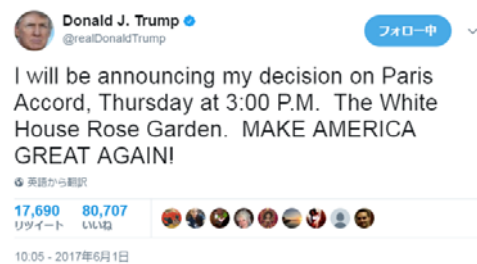 Donald J. Trump
@realDonaldTrump
フォロー中
I will be announcing my decision on Paris
Accord, Thursday at 3:00 P.M.  The White
House Rose Garden.  MAKE AMERICA
GREAT AGAIN!
英語から翻訳
17,690 80,707
リツイート いいね
10:05 - 2017年6月1日